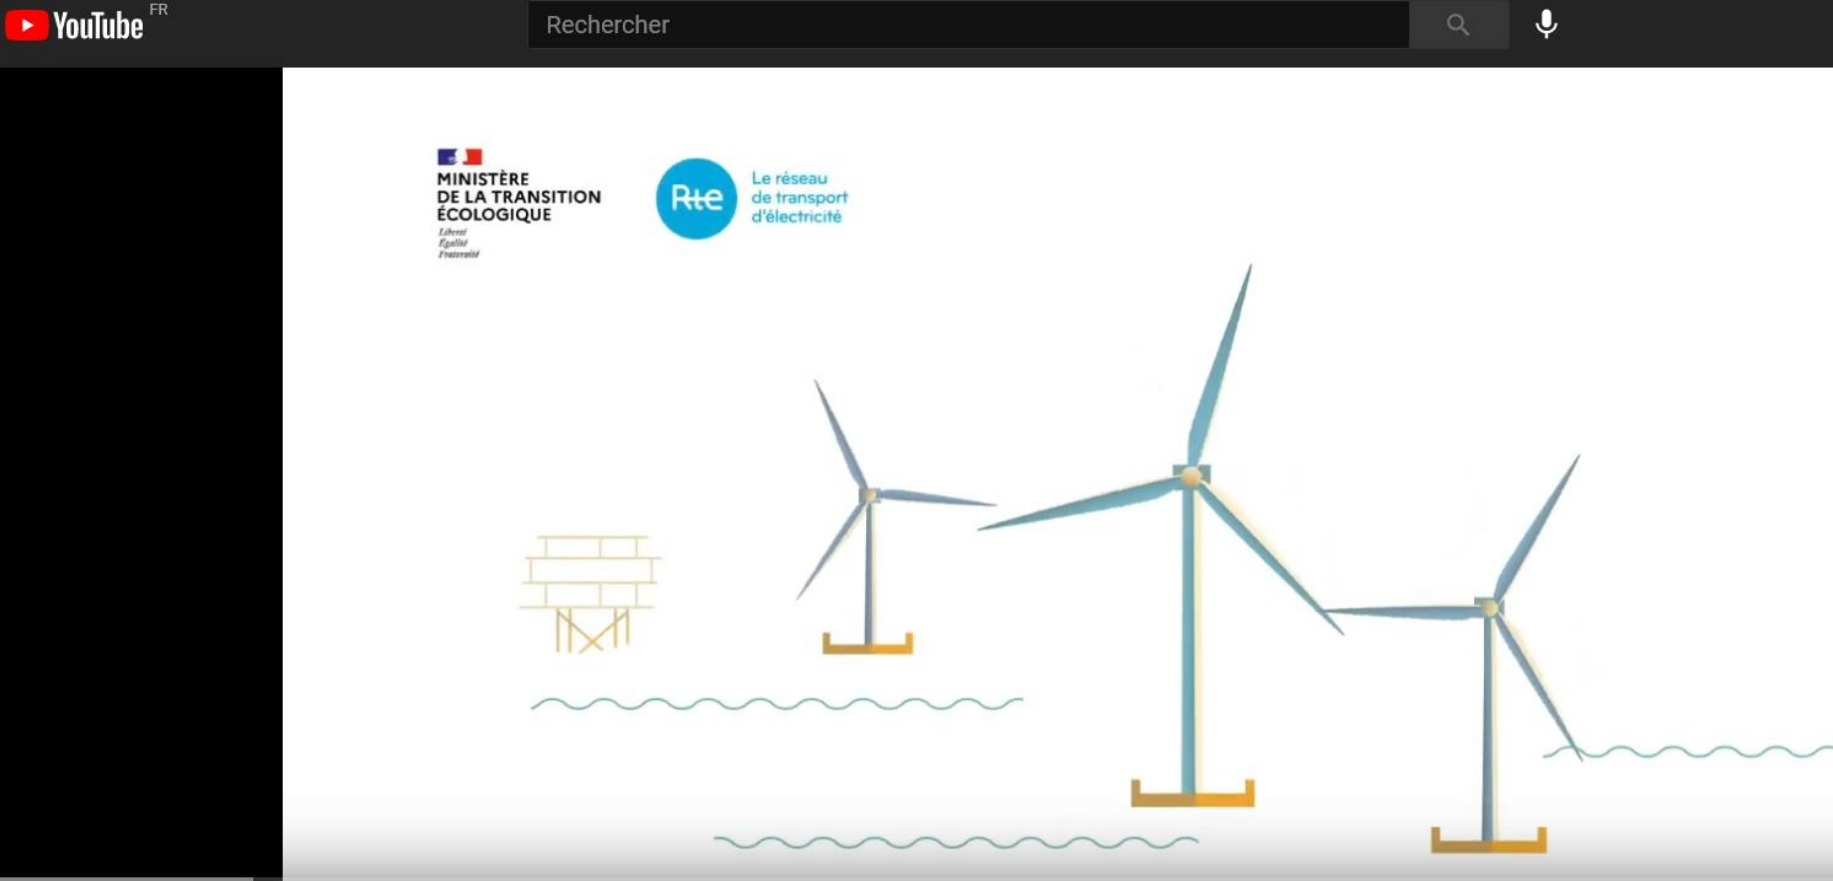 YouTube FR
Rechercher
MINISTÈRE
DE LA TRANSITION
ÉCOLOGIQUE
Liberté
Égalité
Fraternité
Rte
Le réseau
de transport
d'électricité